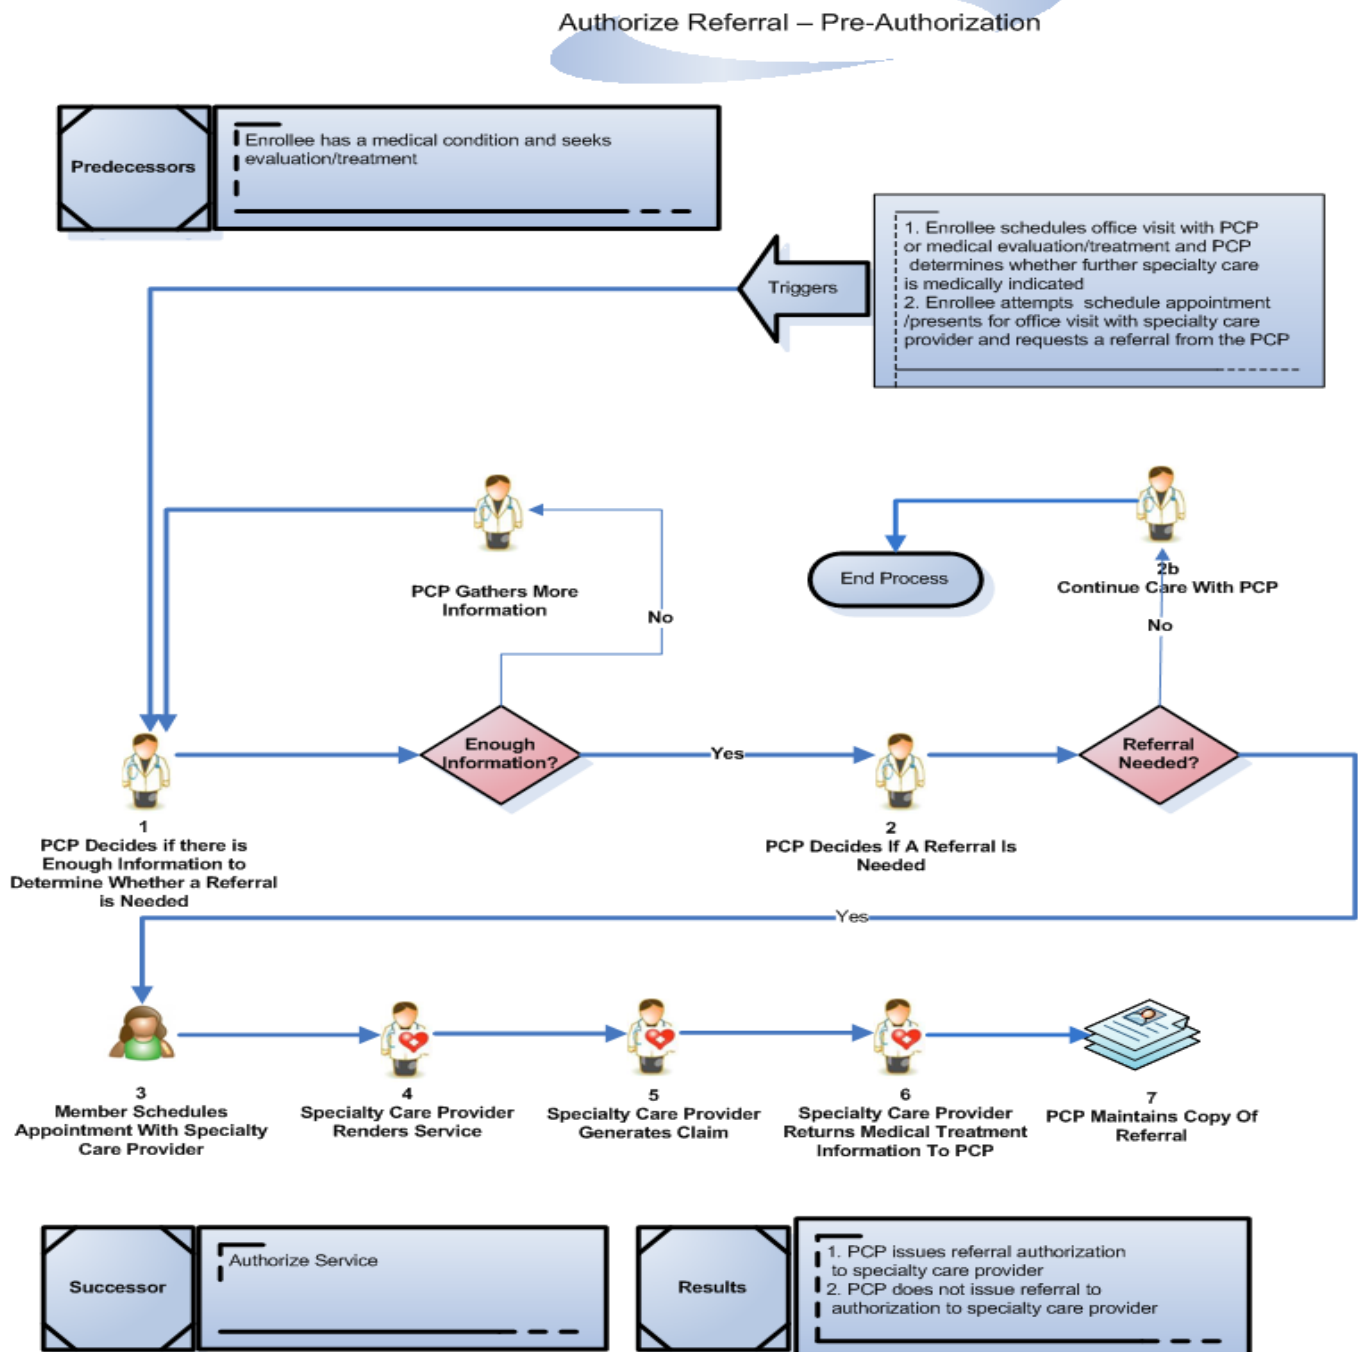 Authorize Referral – Pre-Authorization
Predecessors
Enrollee has a medical condition and seeks
evaluation/treatment
Triggers
1. Enrollee schedules office visit with PCP
or medical evaluation/treatment and PCP
determines whether further specialty care
is medically indicated
2. Enrollee attempts schedule appointment
/presents for office visit with specialty care
provider and requests a referral from the PCP
PCP Gathers More
Information
No
End Process
2b
Continue Care With PCP
No
Enough
Information?
Yes
Referral
Needed?
1
PCP Decides if there is
Enough Information to
Determine Whether a Referral
is Needed
2
PCP Decides If A Referral Is
Needed
Yes
3
Member Schedules
Appointment With Specialty
Care Provider
4
Specialty Care Provider
Renders Service
5
Specialty Care Provider
Generates Claim
6
Specialty Care Provider
Returns Medical Treatment
Information To PCP
7
PCP Maintains Copy Of
Referral
Successor
Authorize Service
Results
1. PCP issues referral authorization
to specialty care provider
2. PCP does not issue referral to
authorization to specialty care provider